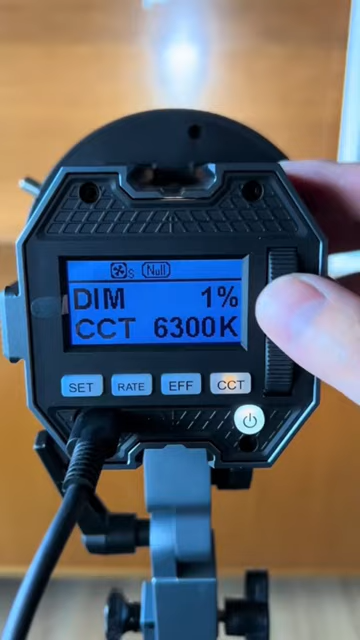 S Null
DIM 1%
CCT 6300K
SET RATE EFF CCT